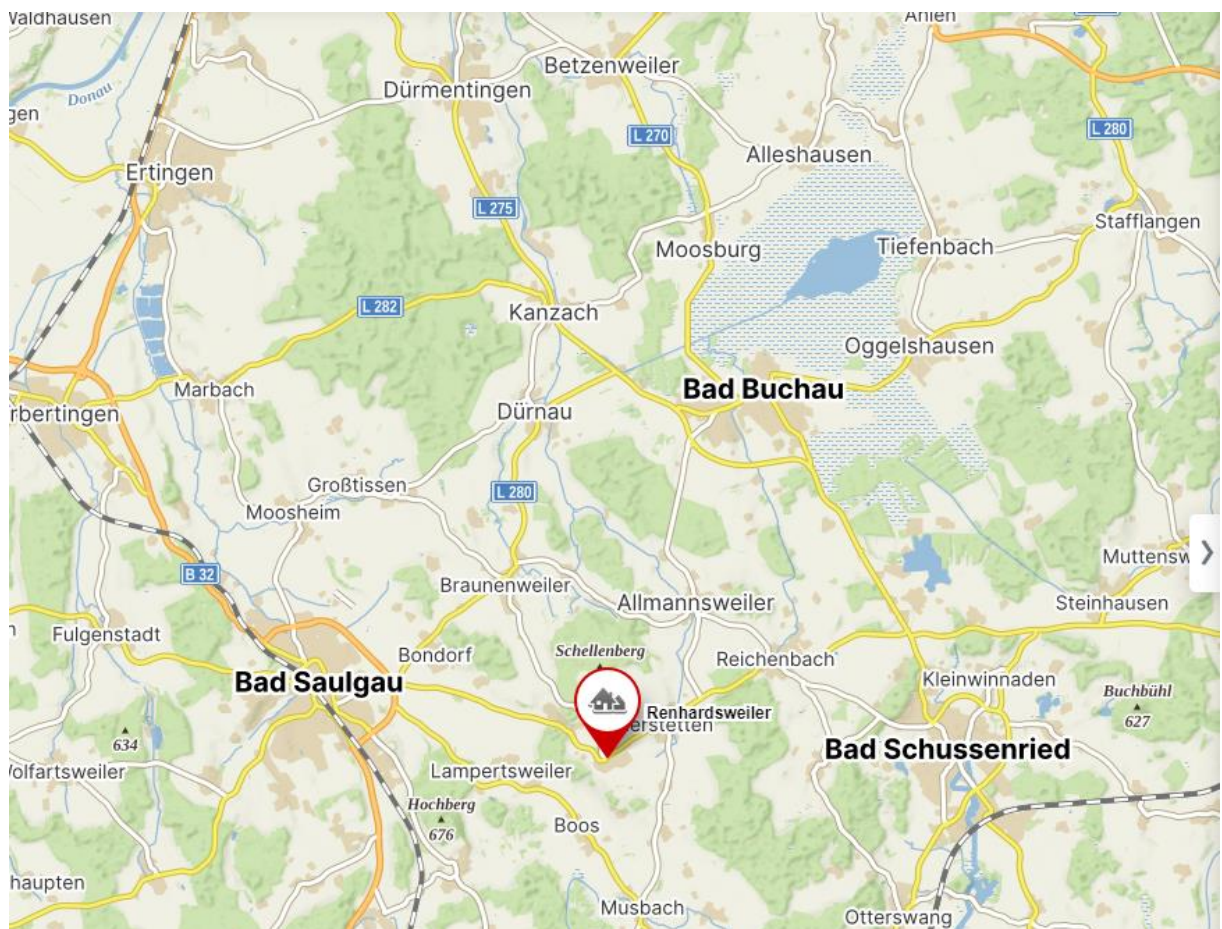 Waldhausen
Ahlen
Betzenweiler
Dürmentingen
Donau
gen
L 270
L 280
Alleshausen
Ertingen
L 275
Stafflangen
Moosburg
Tiefenbach
L 282
Kanzach
Oggelshausen
Marbach
Bad Buchau
rbertingen
Dürnau
Großtissen
L 280
Moosheim
Muttensw
B 32
Braunenweiler
Allmannsweiler
Steinhausen
Fulgenstadt
Bondorf
Schellenberg
Reichenbach
Bad Saulgau
Kleinwinnaden
Buchbühl
627
Renhardsweiler
erstetten
634
Bad Schussenried
olfartsweiler
Lampertsweiler
Hochberg
676
Boos
haupten
Musbach
Otterswang